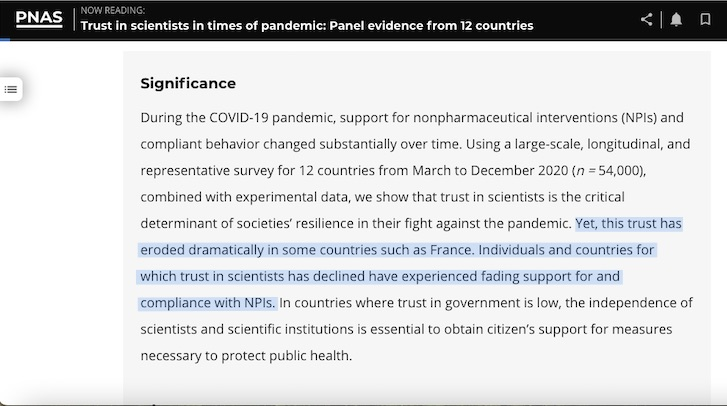 PNAS
NOW READING:
Trust in scientists in times of pandemic: Panel evidence from 12 countries
Significance
During the COVID-19 pandemic, support for nonpharmaceutical interventions (NPIs) and
compliant behavior changed substantially over time. Using a large-scale, longitudinal, and
representative survey for 12 countries from March to December 2020 (n = 54,000),
combined with experimental data, we show that trust in scientists is the critical
determinant of societies’ resilience in their fight against the pandemic. Yet, this trust has
eroded dramatically in some countries such as France. Individuals and countries for
which trust in scientists has declined have experienced fading support for and
compliance with NPIs. In countries where trust in government is low, the independence of
scientists and scientific institutions is essential to obtain citizen’s support for measures
necessary to protect public health.